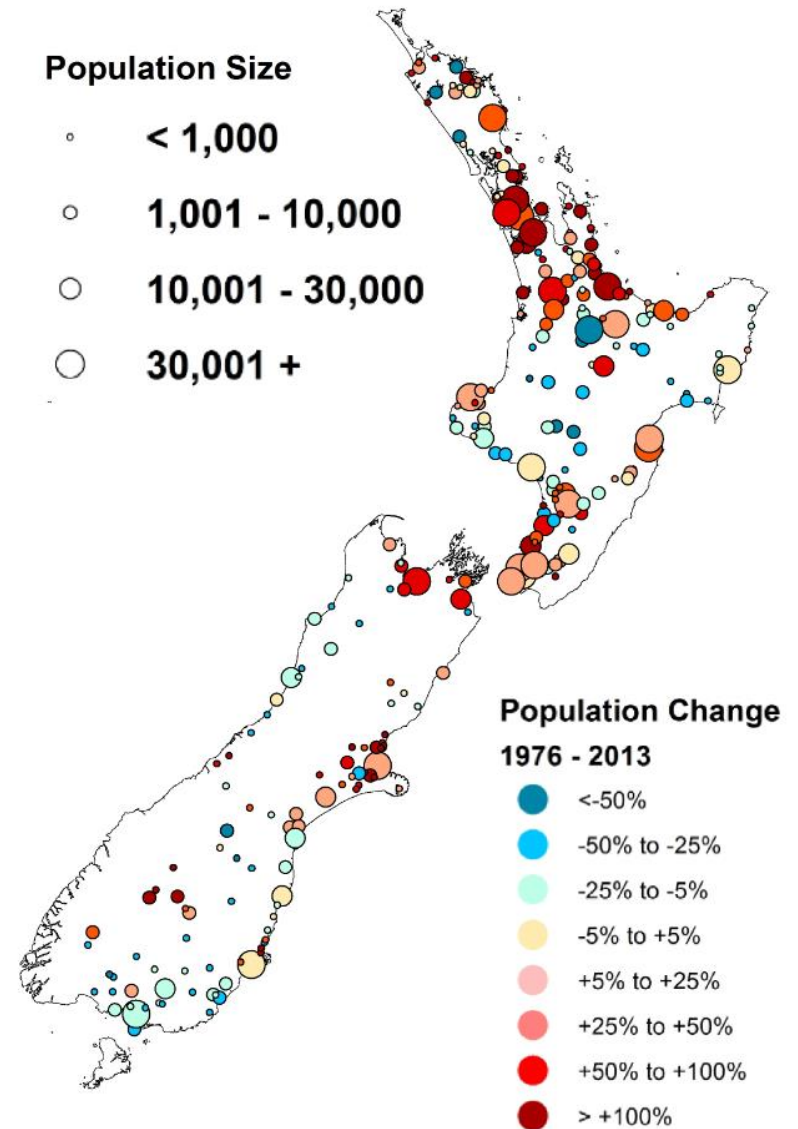 Population Size
< 1,000
1,001 - 10,000
10,001 - 30,000
30,001 +
Population Change
1976 - 2013
<-50%
-50% to -25%
-25% to -5%
-5% to +5%
+5% to +25%
+25% to +50%
+50% to +100%
> +100%